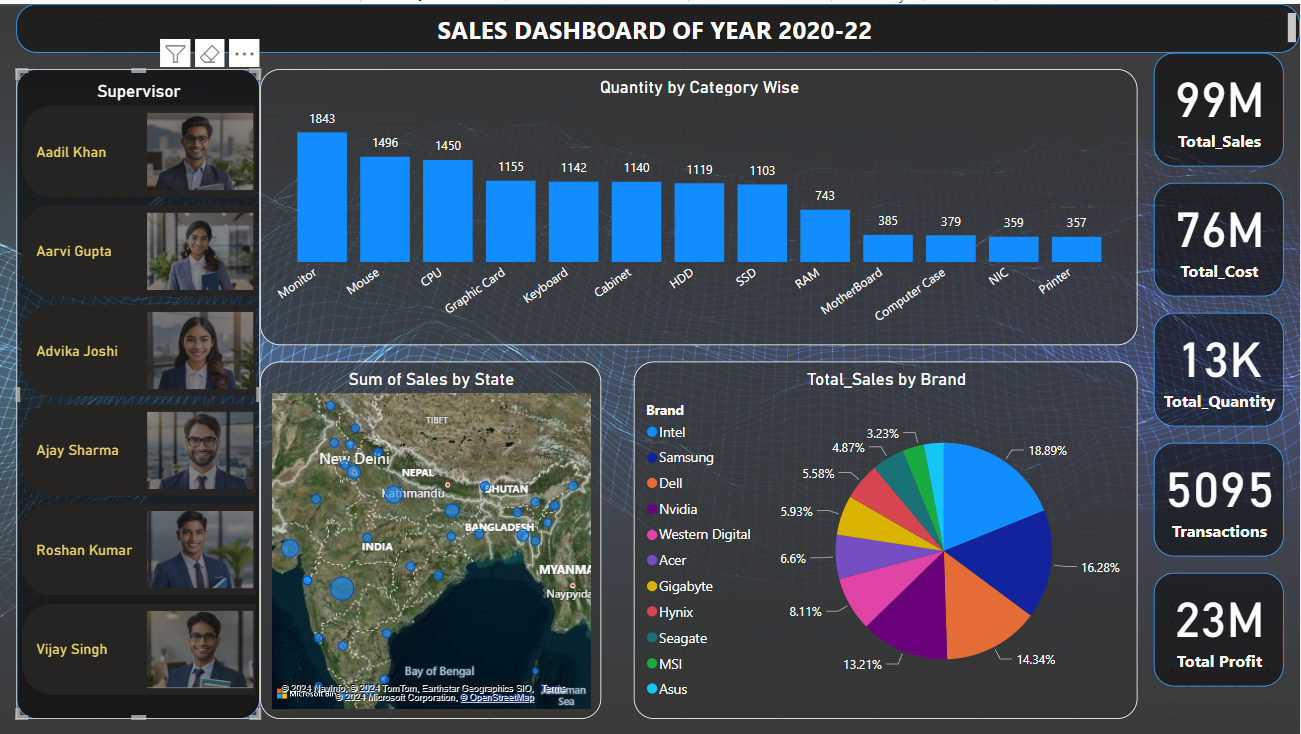 SALES DASHBOARD OF YEAR 2020-22
Supervisor
Aadil Khan
Aarvi Gupta
Advika Joshi
Ajay Sharma
Roshan Kumar
Vijay Singh
Quantity by Category Wise
1843
1496
1450
1155
1142
1140
1119
1103
743
385
379
359
357
Monitor
Mouse
CPU
Graphic Card
Keyboard
Cabinet
HDD
SSD
RAM
MotherBoard
Computer Case
NIC
Printer
Sum of Sales by State
TIBET
New Delhi
NEPAL
Kathmandu
BHUTAN
BANGLADESH
INDIA
MYANMA
Naypyida
Bay of Bengal
Andaman
Sea
Microsoft Bing
© 2024 NavInfo, © 2024 TomTom, Earthstar Geographics SIO,
© 2024 Microsoft Corporation, © OpenStreetMap
Terms
Total_Sales by Brand
Brand
Intel
Samsung
Dell
Nvidia
Western Digital
Acer
Gigabyte
Hynix
Seagate
MSI
Asus
18.89%
16.28%
14.34%
13.21%
8.11%
6.6%
5.93%
5.58%
4.87%
3.23%
99M
Total_Sales
76M
Total_Cost
13K
Total_Quantity
5095
Transactions
23M
Total Profit